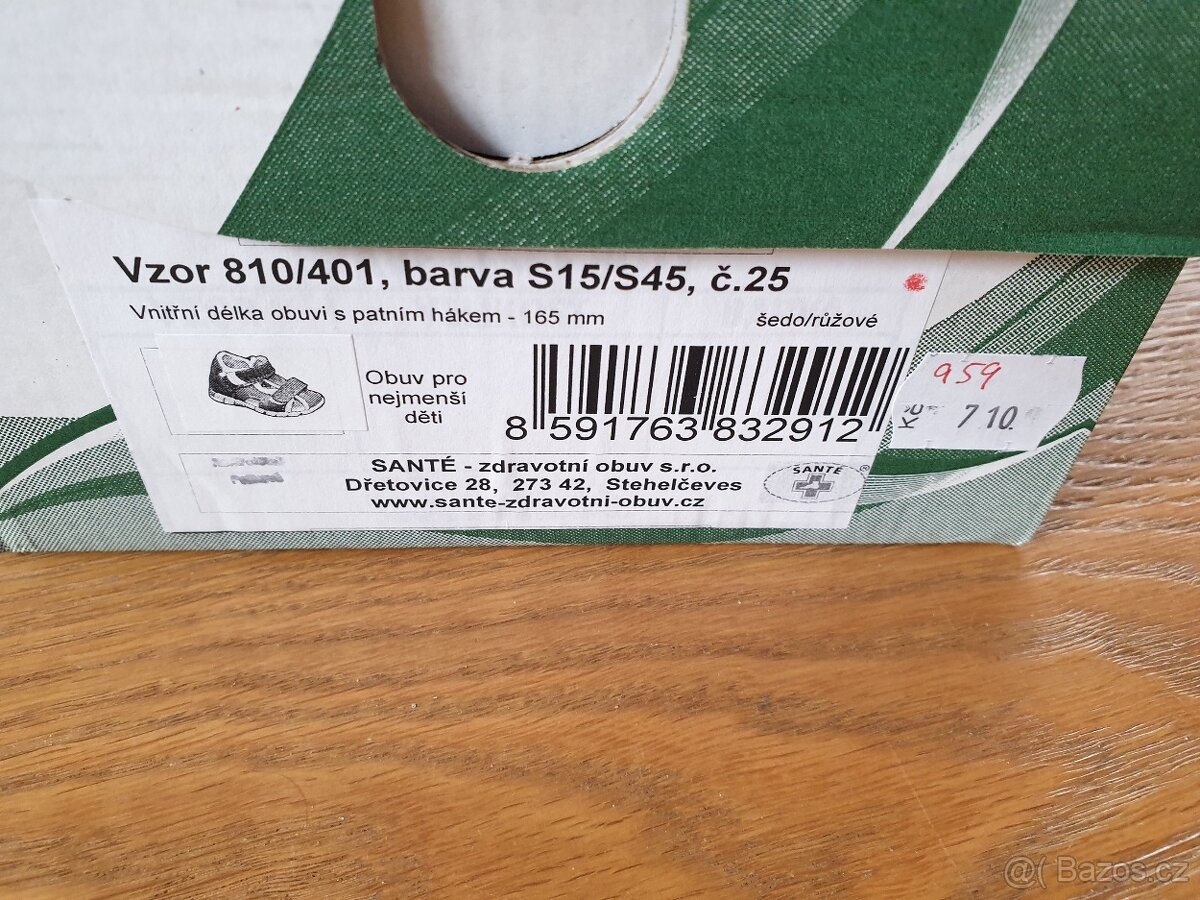 Vzor 810/401, barva S15/S45, č.25
Vnitřní délka obuvi s patním hákem - 165 mm
šedo/růžové
Obuv pro
nejmenší
děti
8 591763 832912
959
Kč 710
SANTÉ - zdravotní obuv s.r.o.
Dřetovice 28, 273 42, Stehelčeves
www.sante-zdravotni-obuv.cz
SANTÉ ®
@( Bazos.cz